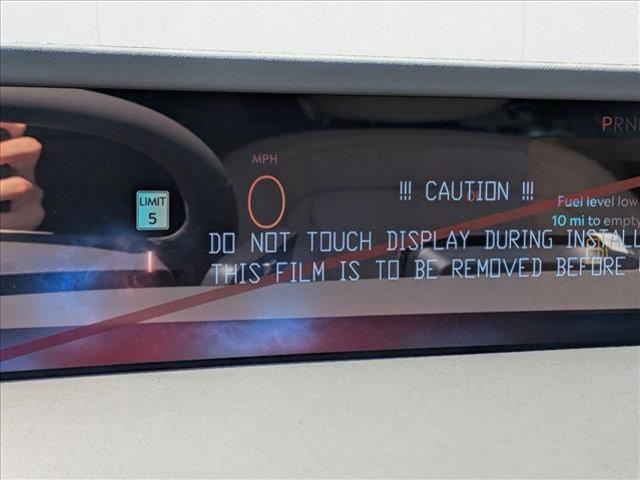 PRN
MPH
0
LIMIT
5
!!! CAUTION !!!
Fuel level low
10 mi to empty
DO NOT TOUCH DISPLAY DURING
THIS FILM IS TO BE REMOVED BEFORE